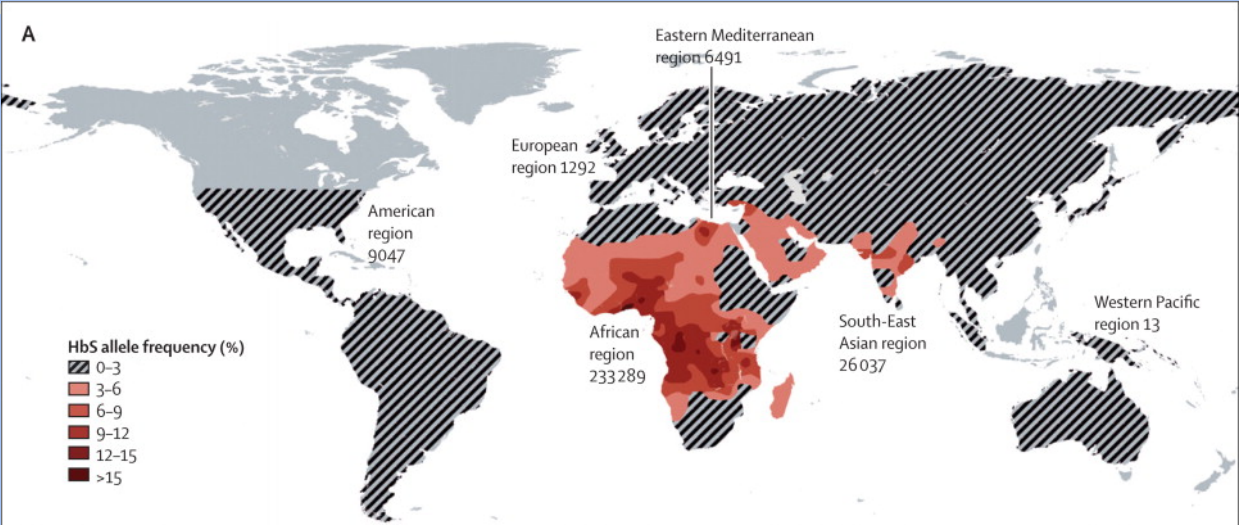 A
Eastern Mediterranean
region 6491
European
region 1292
American
region
9047
African
region
233 289
South-East
Asian region
26 037
Western Pacific
region 13
HbS allele frequency (%)
0–3
3–6
6–9
9–12
12–15
>15